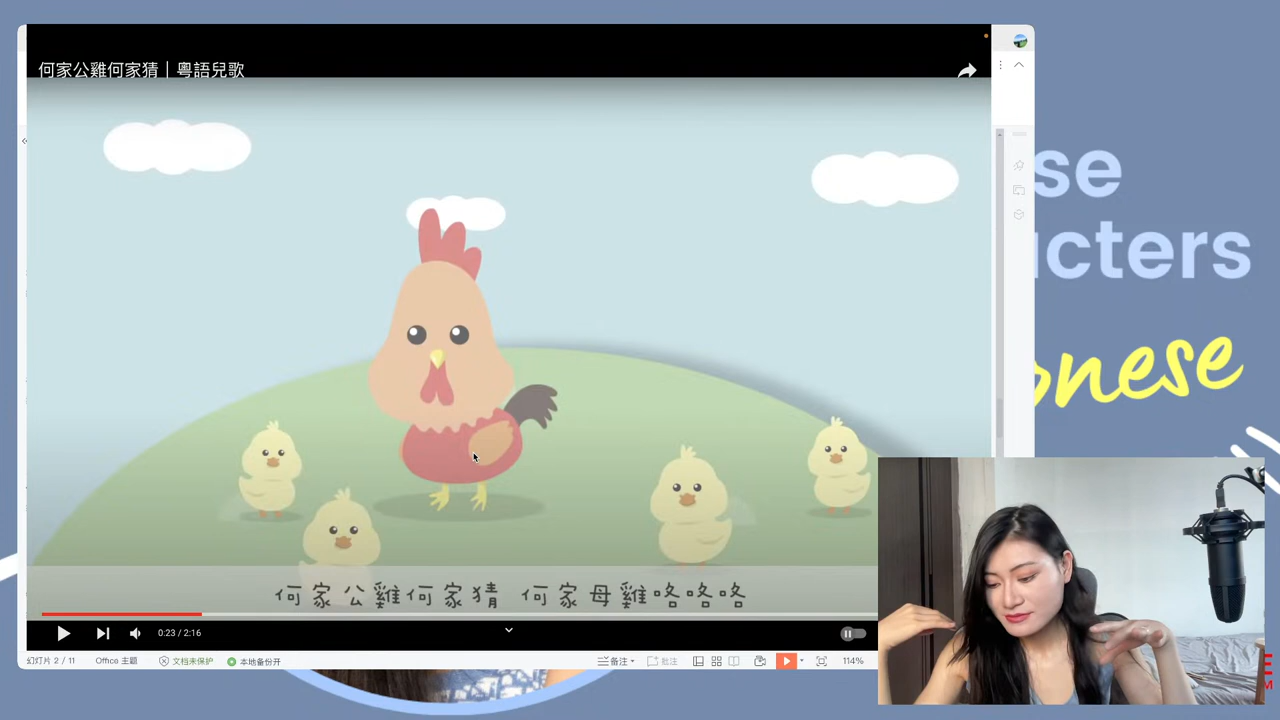 何家公雞何家猜｜粵語兒歌
se
cters
nese
何家公雞何家猜 何家母雞咯咯咯
0:23 / 2:16
幻灯片 2 / 11 Office 主题 文档未保护 本地备份开 备注 批注 114%
E
M